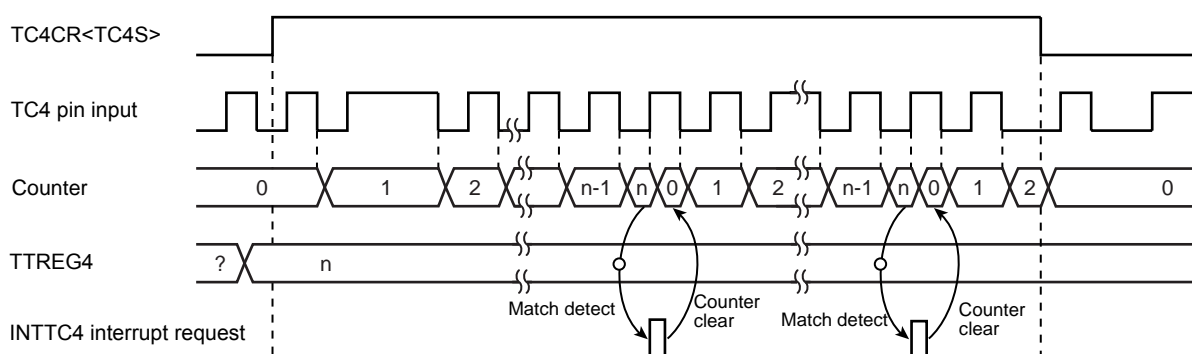 TC4CR<TC4S>
TC4 pin input
Counter 0 1 2 n-1 n 0 1 2 n-1 n 0 1 2 0
TTREG4 ? n
Match detect Counter clear Match detect Counter clear
INTTC4 interrupt request